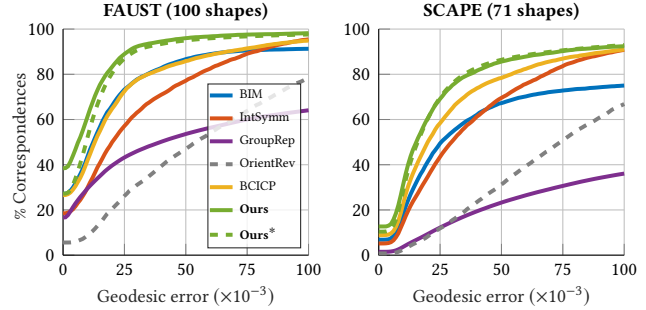 FAUST (100 shapes)
SCAPE (71 shapes)
% Correspondences
100
80
60
40
20
0
BIM
IntSymm
GroupRep
OrientRev
BCICP
Ours
Ours*
0 25 50 75 100
Geodesic error (×10⁻³)
100
80
60
40
20
0
0 25 50 75 100
Geodesic error (×10⁻³)